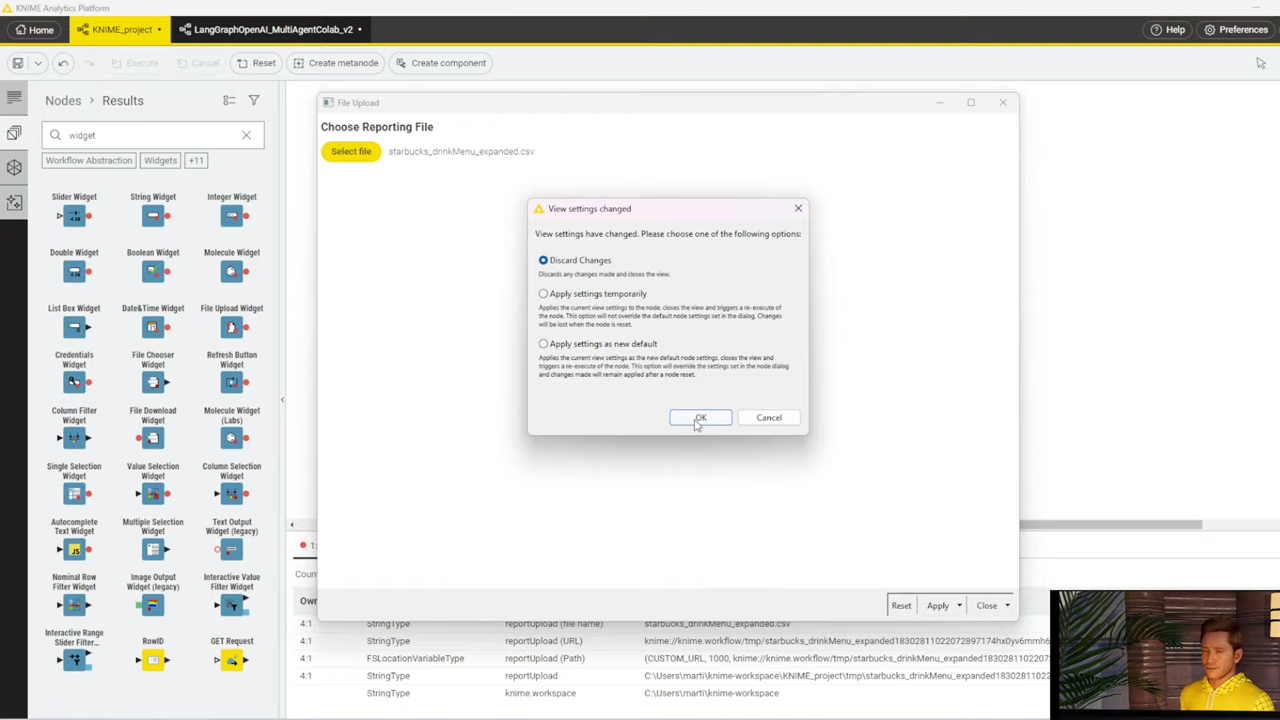 KNIME Analytics Platform
Home
KNIME_project
LangGraphOpenAI_MultiAgentColab_v2
Help
Preferences
Execute
Cancel
Reset
Create metanode
Create component
Nodes > Results
widget
Workflow Abstraction
Widgets
+11
Slider Widget
String Widget
Integer Widget
Double Widget
Boolean Widget
Molecule Widget
List Box Widget
Date&Time Widget
File Upload Widget
Credentials
Widget
File Chooser
Widget
Refresh Button
Widget
Column Filter
Widget
File Download
Widget
Molecule Widget
(Labs)
Single Selection
Widget
Value Selection
Widget
Column Selection
Widget
Autocomplete
Text Widget
Multiple Selection
Widget
Text Output
Widget (legacy)
Nominal Row
Filter Widget
Image Output
Widget (legacy)
Interactive Value
Filter Widget
Interactive Range
Slider Filter...
RowID
GET Request
File Upload
Choose Reporting File
Select file
starbucks_drinkMenu_expanded.csv
View settings changed
View settings have changed. Please choose one of the following options:
Discard Changes
Discards any changes made and closes the view.
Apply settings temporarily
Applies the current view settings to the node, closes the view and triggers a re-execute of
the node. This option will not override the default node settings set in the dialog. Changes
will be lost when the node is reset.
Apply settings as new default
Applies the current view settings as the new default node settings, closes the view and
triggers a re-execute of the node. This option will override the settings set in the node dialog
and changes made will remain applied after a node reset.
OK
Cancel
Reset
Apply
Close
1:
Coun
Own
4:1 StringType reportUpload (file name) starbucks_drinkMenu_expanded.csv
4:1 StringType reportUpload (URL)
4:1 FSLocationVariableType reportUpload (Path)
4:1 StringType reportUpload
StringType knime.workspace C:\Users\marti\knime-workspace